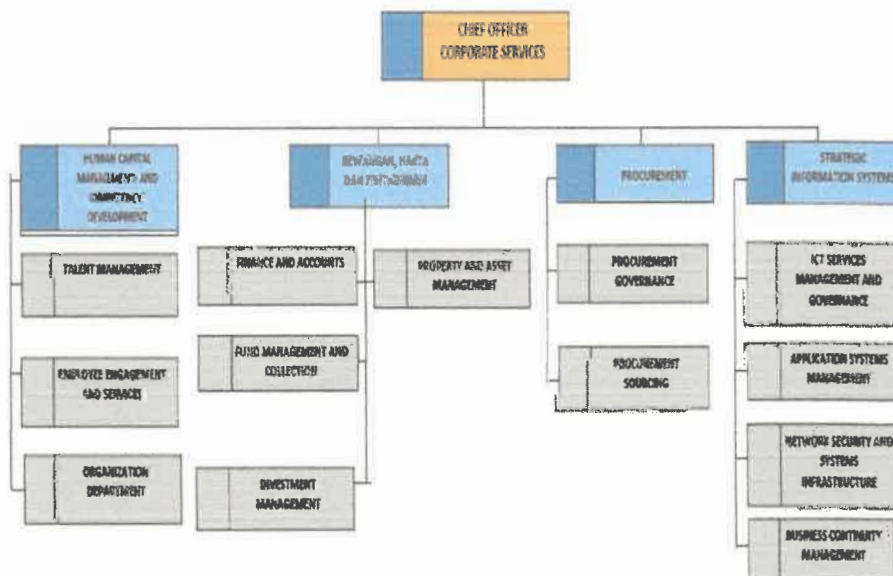 CHIEF OFFICER
CORPORATE SERVICES
HUMAN CAPITAL
MANAGEMENT AND
COMPETENCY
DEVELOPMENT
KEWANGAN, HARTA
DAN
PROCUREMENT
STRATEGIC
INFORMATION SYSTEMS
TALENT MANAGEMENT
EMPLOYEE ENGAGEMENT
AND SERVICES
ORGANIZATION
DEPARTMENT
FINANCE AND ACCOUNTS
PROPERTY AND ASSET
MANAGEMENT
FUND MANAGEMENT AND
COLLECTION
INVESTMENT
MANAGEMENT
PROCUREMENT
GOVERNANCE
PROCUREMENT
SOURCING
ICT SERVICES
MANAGEMENT AND
GOVERNANCE
APPLICATION SYSTEMS
MANAGEMENT
NETWORK SECURITY AND
SYSTEMS
INFRASTRUCTURE
BUSINESS CONTINUITY
MANAGEMENT